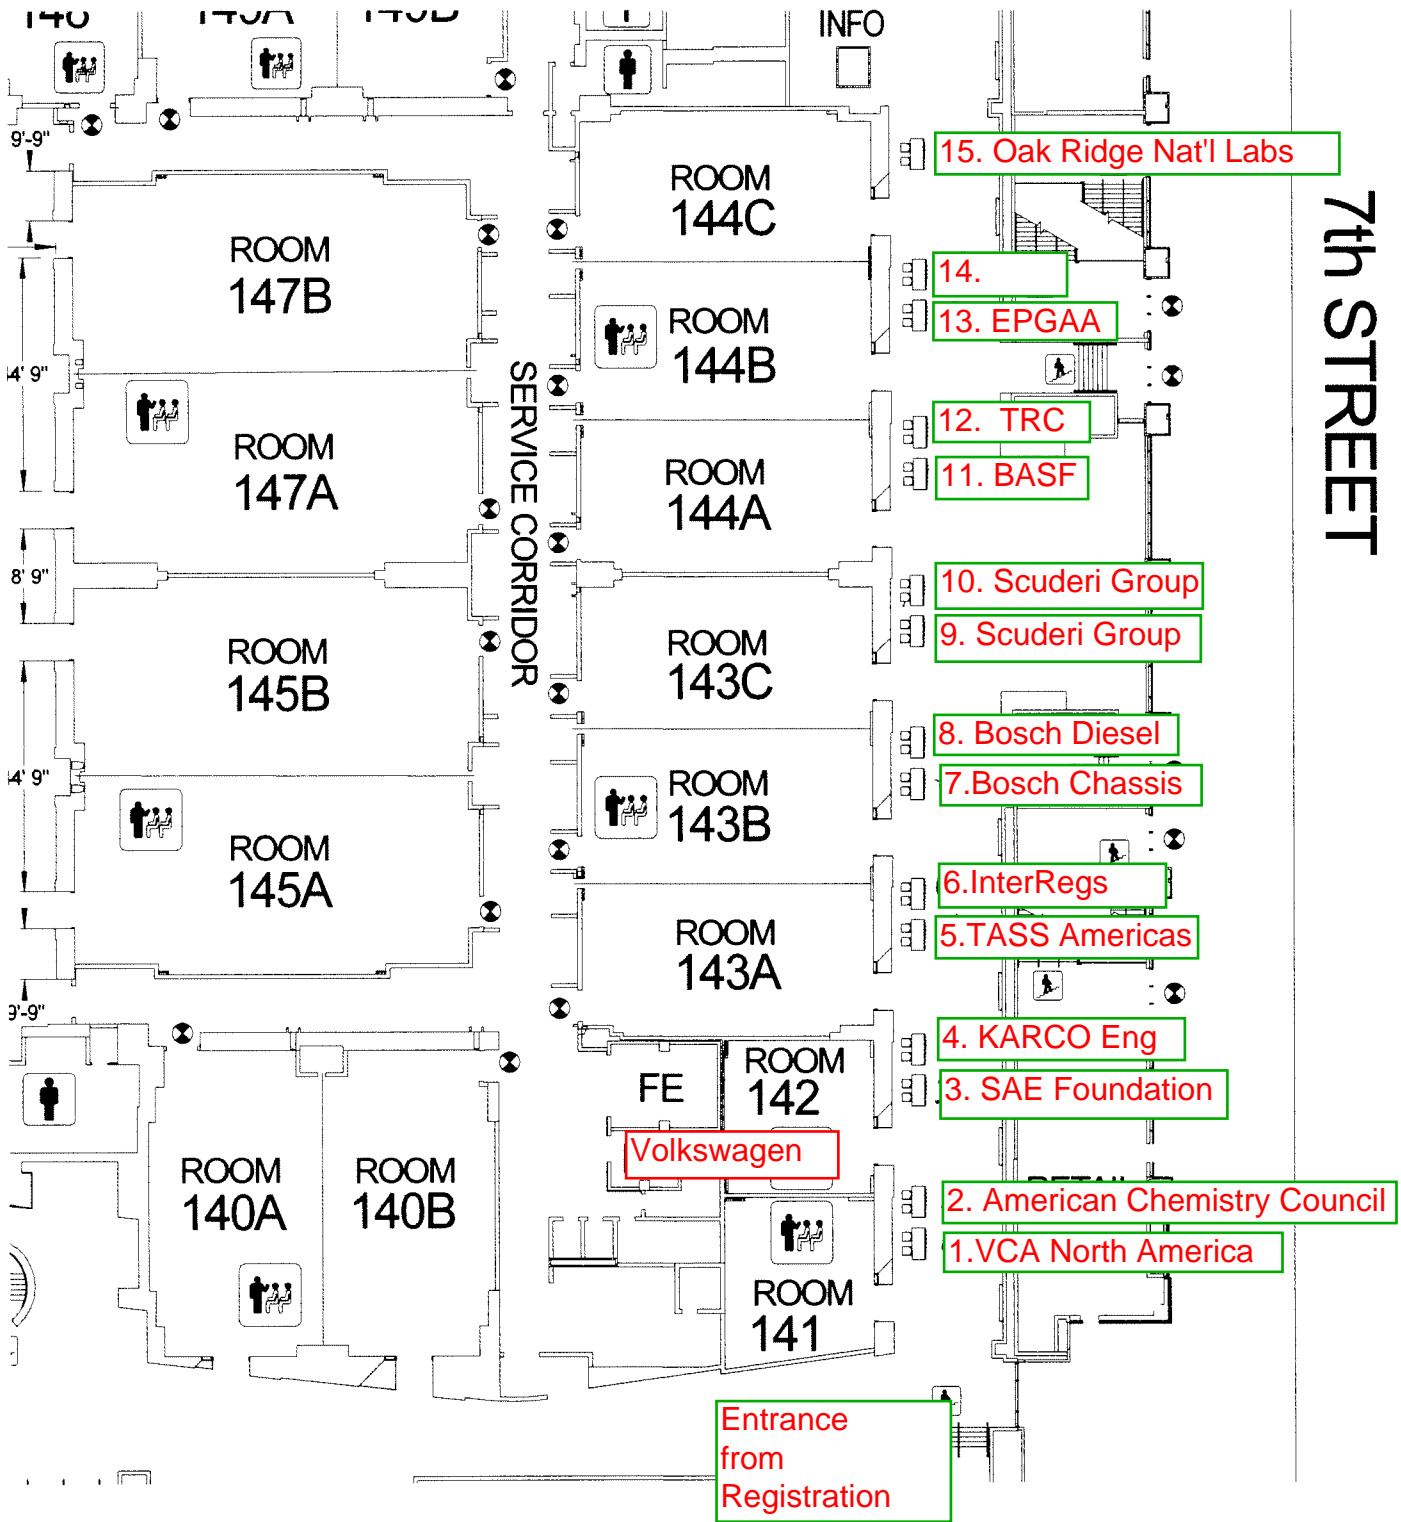 INFO
9'-9"
15. Oak Ridge Nat'l Labs
ROOM
144C
7th STREET
ROOM
147B
14.
13. EPGAA
ROOM
144B
SERVICE CORRIDOR
12. TRC
11. BASF
ROOM
147A
ROOM
144A
8' 9"
10. Scuderi Group
9. Scuderi Group
ROOM
145B
ROOM
143C
8. Bosch Diesel
7.Bosch Chassis
ROOM
143B
ROOM
145A
6.InterRegs
5.TASS Americas
ROOM
143A
9'-9"
4. KARCO Eng
3. SAE Foundation
ROOM
142
FE
Volkswagen
ROOM
140A
ROOM
140B
2. American Chemistry Council
1.VCA North America
ROOM
141
Entrance
from
Registration